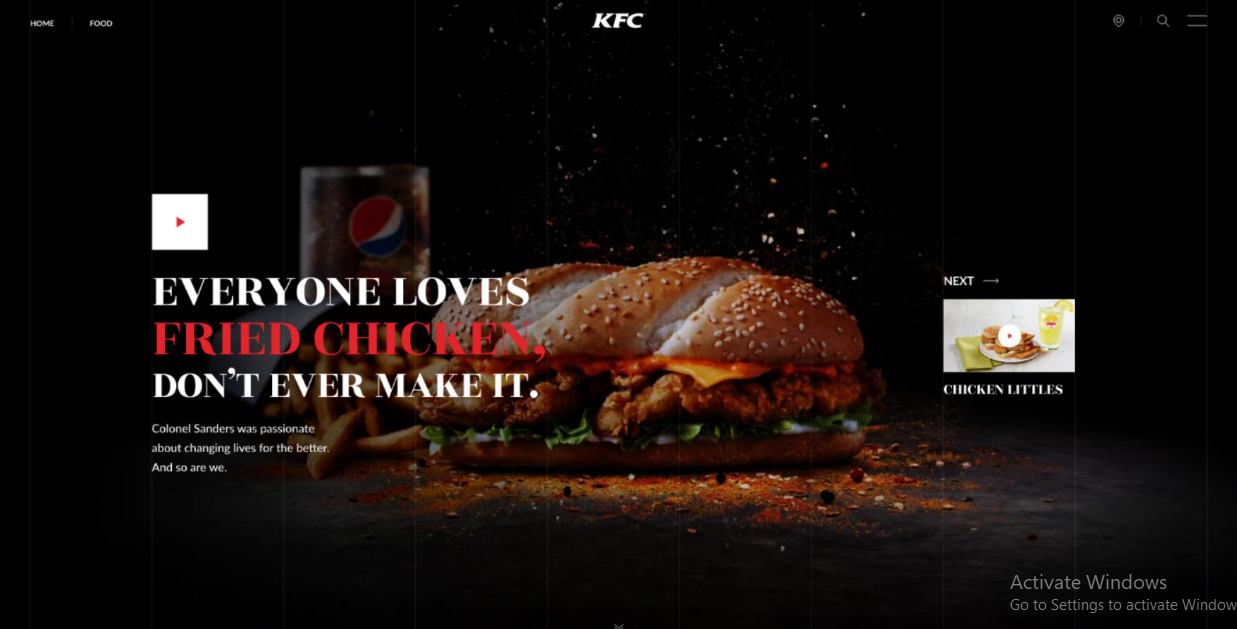 HOME
FOOD
KFC
EVERYONE LOVES
FRIED CHICKEN,
DON’T EVER MAKE IT.
Colonel Sanders was passionate
about changing lives for the better.
And so are we.
NEXT
CHICKEN LITTLES
Activate Windows
Go to Settings to activate Window